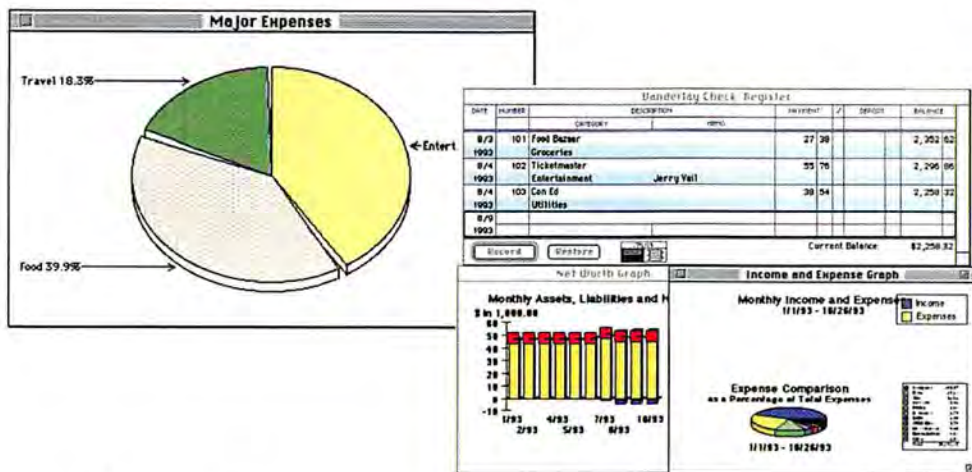 Major Expenses
Travel 18.3%
Entert
Food 39.9%
Vanderlay Check Register
DATE NUMBER DESCRIPTION PAYMENT ✓ DEPOSIT BALANCE
CATEGORY MEMO
8/3 101 Food Bazaar 27 38 2,352 62
1993 Groceries
8/4 102 Ticketmaster 55 76 2,296 86
1993 Entertainment Jerry Vail
8/4 103 Con Ed 38 54 2,258 32
1993 Utilities
8/9
1993
Record Restore Current Balance $2,258.32
Net Worth Graph
Monthly Assets, Liabilities and N
$ in 1,000.00
60
50
40
30
20
10
0
-10
1/93 4/93 7/93 10/93
2/93 5/93 8/93
Income and Expense Graph
Monthly Income and Expense
1/1/93 - 10/26/93
Income
Expenses
Expense Comparison
as a Percentage of Total Expenses
1/1/93 - 10/26/93